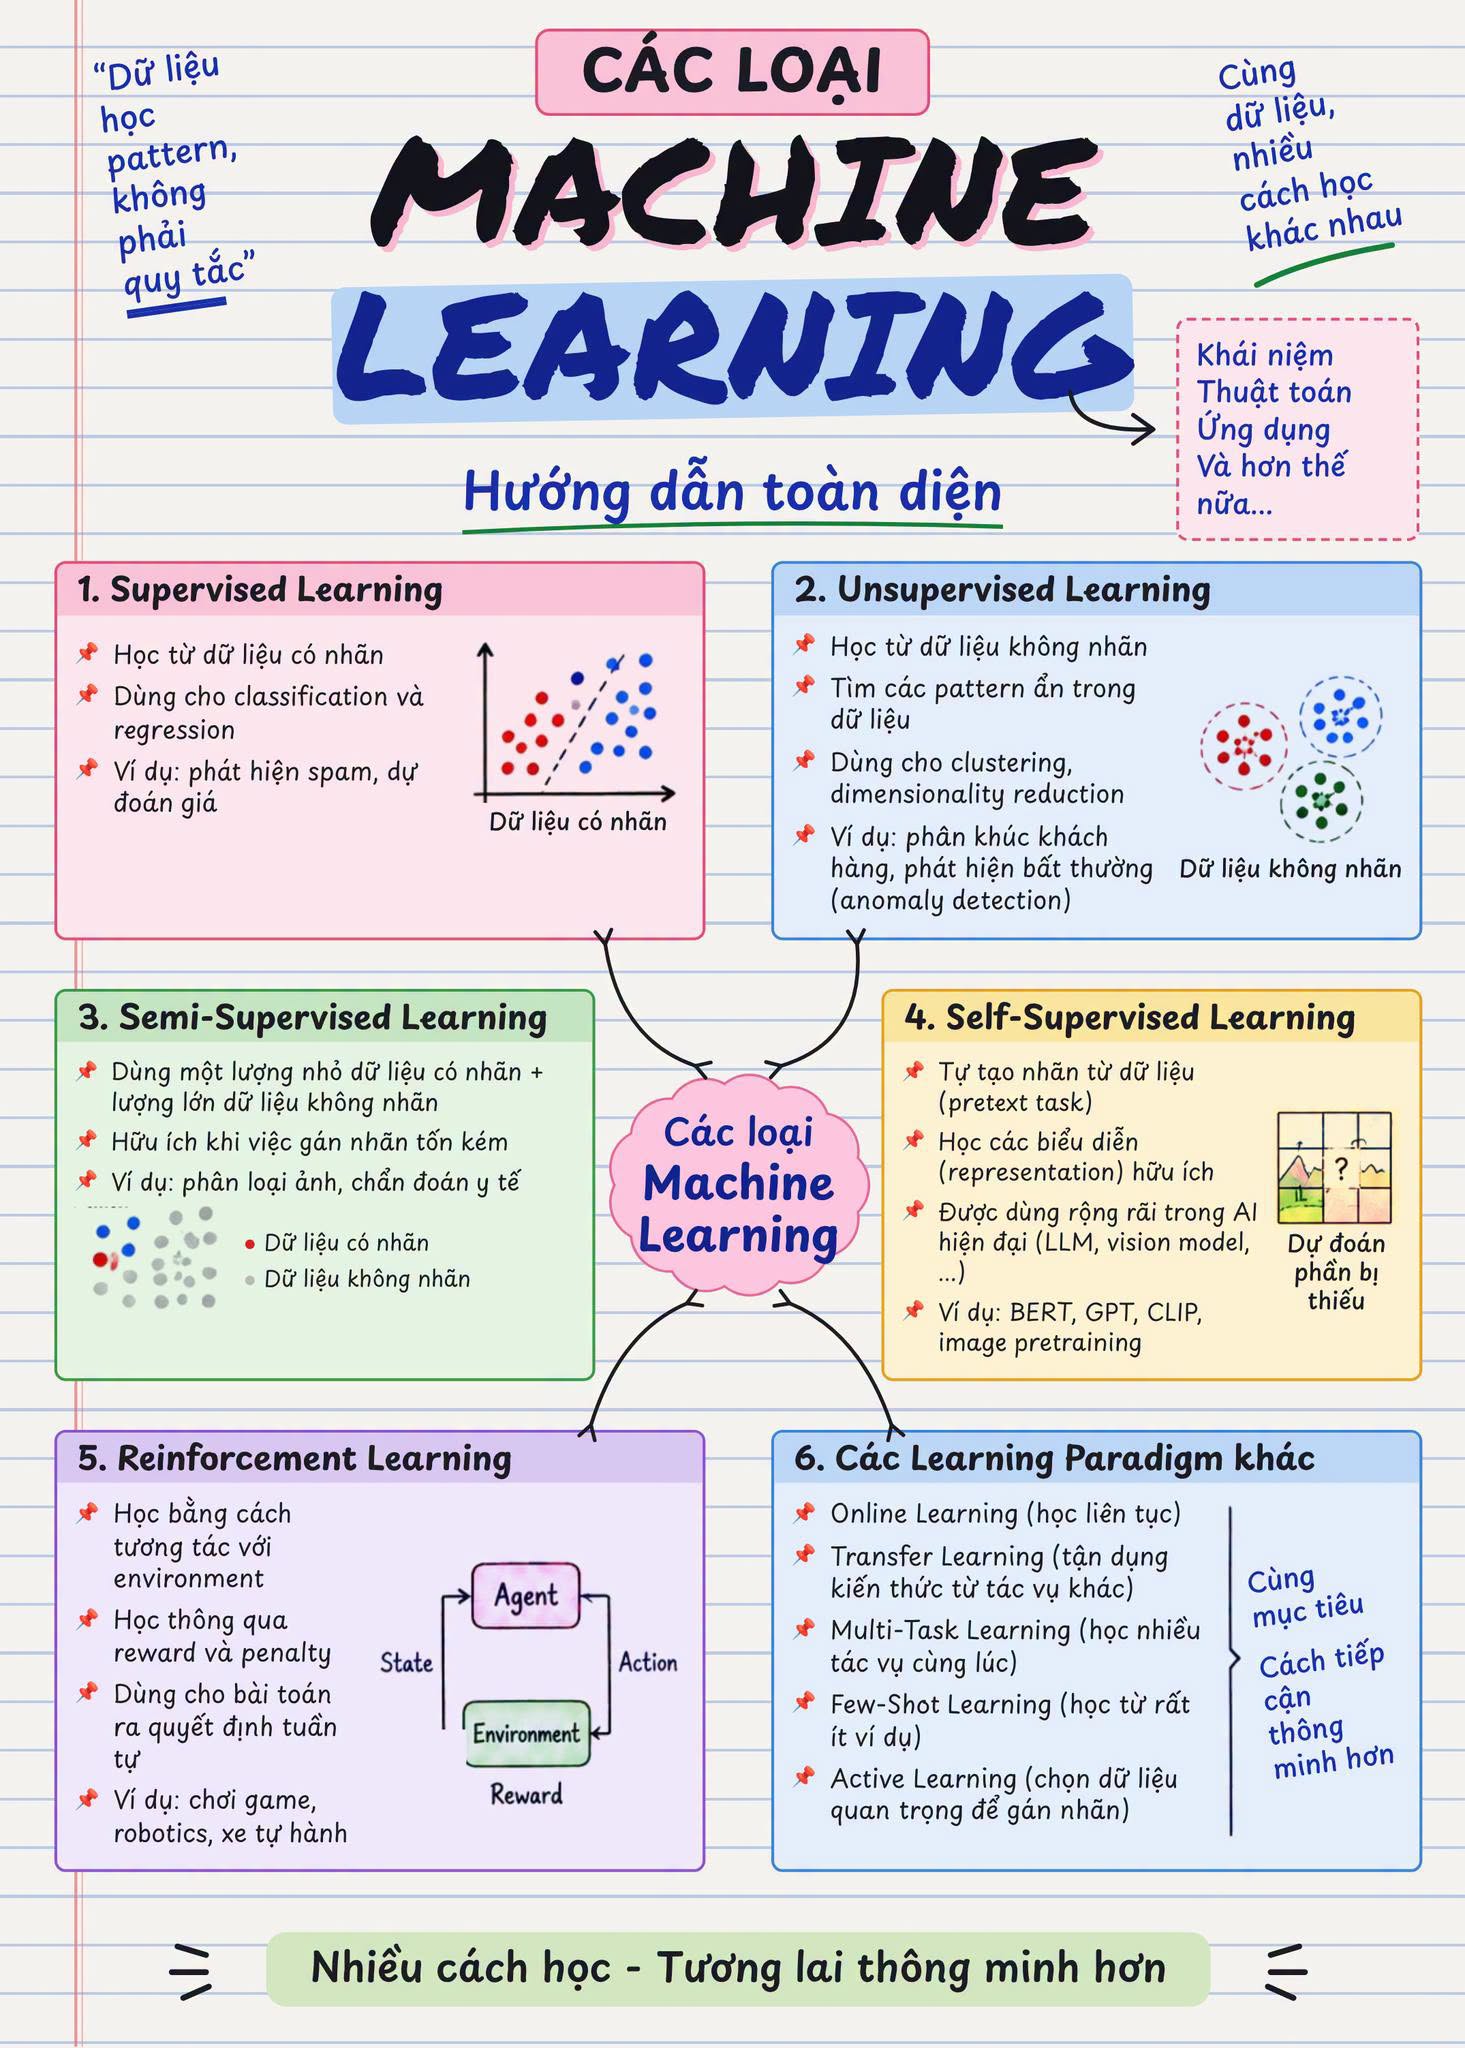 CÁC LOẠI
MACHINE
LEARNING
Hướng dẫn toàn diện
“Dữ liệu
học
pattern,
không
phải
quy tắc”
Cùng
dữ liệu,
nhiều
cách học
khác nhau
Khái niệm
Thuật toán
Ứng dụng
Và hơn thế
nữa...
1. Supervised Learning
Học từ dữ liệu có nhãn
Dùng cho classification và
regression
Ví dụ: phát hiện spam, dự
đoán giá
Dữ liệu có nhãn
2. Unsupervised Learning
Học từ dữ liệu không nhãn
Tìm các pattern ẩn trong
dữ liệu
Dùng cho clustering,
dimensionality reduction
Ví dụ: phân khúc khách
hàng, phát hiện bất thường
(anomaly detection)
Dữ liệu không nhãn
3. Semi-Supervised Learning
Dùng một lượng nhỏ dữ liệu có nhãn +
lượng lớn dữ liệu không nhãn
Hữu ích khi việc gán nhãn tốn kém
Ví dụ: phân loại ảnh, chẩn đoán y tế
Dữ liệu có nhãn
Dữ liệu không nhãn
Các loại
Machine
Learning
4. Self-Supervised Learning
Tự tạo nhãn từ dữ liệu
(pretext task)
Học các biểu diễn
(representation) hữu ích
Được dùng rộng rãi trong AI
hiện đại (LLM, vision model,
...)
Ví dụ: BERT, GPT, CLIP,
image pretraining
?
Dự đoán
phần bị
thiếu
5. Reinforcement Learning
Học bằng cách
tương tác với
environment
Học thông qua
reward và penalty
Dùng cho bài toán
ra quyết định tuần
tự
Ví dụ: chơi game,
robotics, xe tự hành
Agent
State
Action
Environment
Reward
6. Các Learning Paradigm khác
Online Learning (học liên tục)
Transfer Learning (tận dụng
kiến thức từ tác vụ khác)
Multi-Task Learning (học nhiều
tác vụ cùng lúc)
Few-Shot Learning (học từ rất
ít ví dụ)
Active Learning (chọn dữ liệu
quan trọng để gán nhãn)
Cùng
mục tiêu
Cách tiếp
cận
thông
minh hơn
Nhiều cách học - Tương lai thông minh hơn